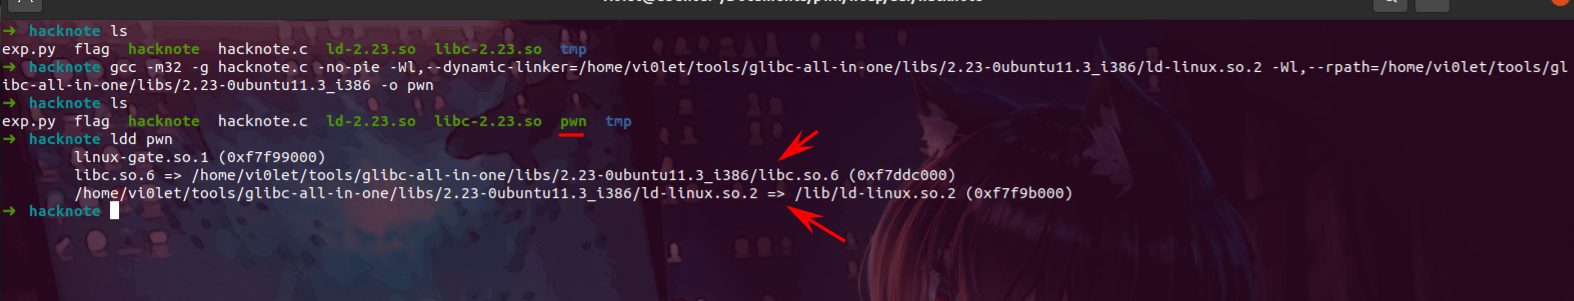 ➜ hacknote ls
exp.py flag hacknote hacknote.c ld-2.23.so libc-2.23.so tmp
➜ hacknote gcc -m32 -g hacknote.c -no-pie -Wl,--dynamic-linker=/home/vi0let/tools/glibc-all-in-one/libs/2.23-0ubuntu11.3_i386/ld-linux.so.2 -Wl,--rpath=/home/vi0let/tools/gl
ibc-all-in-one/libs/2.23-0ubuntu11.3_i386 -o pwn
➜ hacknote ls
exp.py flag hacknote hacknote.c ld-2.23.so libc-2.23.so pwn tmp
➜ hacknote ldd pwn
linux-gate.so.1 (0xf7f99000)
libc.so.6 => /home/vi0let/tools/glibc-all-in-one/libs/2.23-0ubuntu11.3_i386/libc.so.6 (0xf7ddc000)
/home/vi0let/tools/glibc-all-in-one/libs/2.23-0ubuntu11.3_i386/ld-linux.so.2 => /lib/ld-linux.so.2 (0xf7f9b000)
➜ hacknote